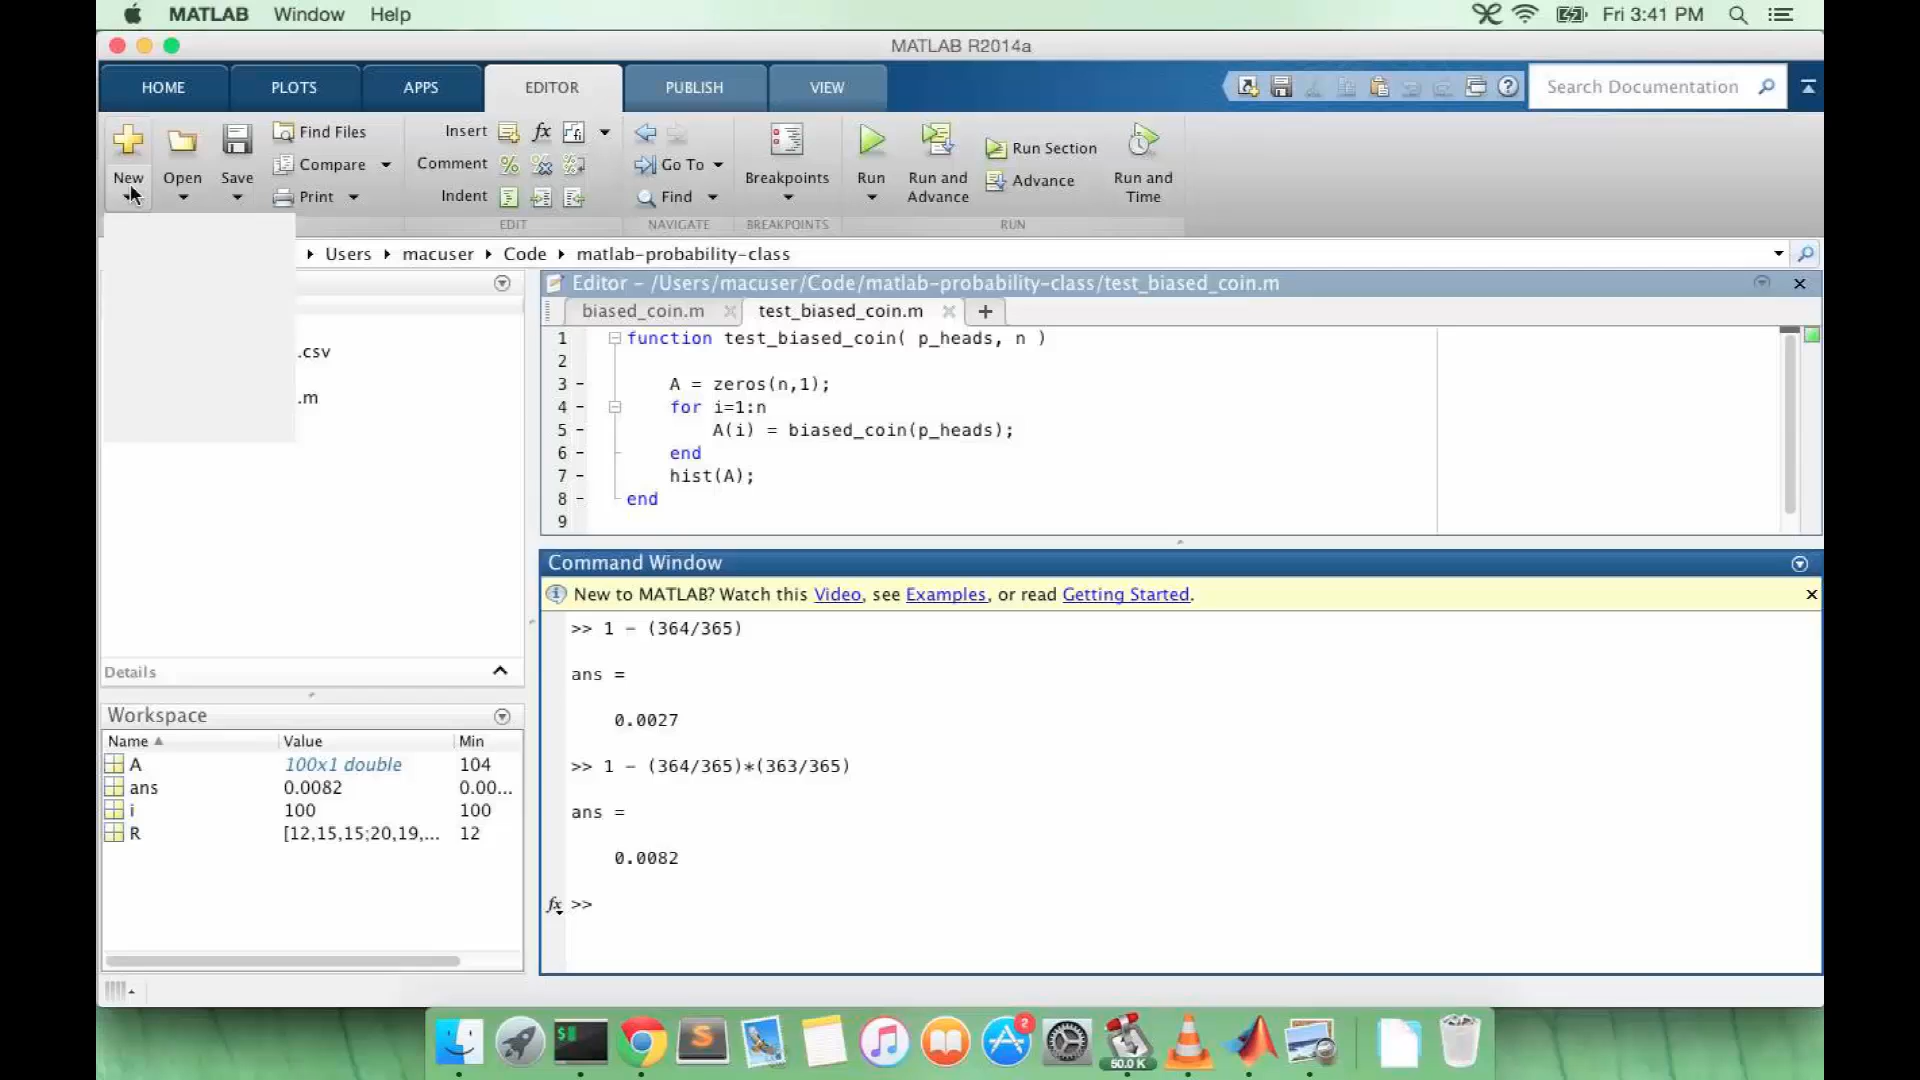 MATLAB Window Help Fri 3:41 PM
MATLAB R2014a
HOME PLOTS APPS EDITOR PUBLISH VIEW Search Documentation
New Open Save Find Files Compare Print
Insert fx fi
Comment
Indent
Go To
Find
Breakpoints Run Run and Advance Run Section Advance Run and Time
EDIT NAVIGATE BREAKPOINTS RUN
Users macuser Code matlab-probability-class
Editor - /Users/macuser/Code/matlab-probability-class/test_biased_coin.m
biased_coin.m test_biased_coin.m +
.csv
.m
1 function test_biased_coin( p_heads, n )
2
3 - A = zeros(n,1);
4 - for i=1:n
5 - A(i) = biased_coin(p_heads);
6 - end
7 - hist(A);
8 - end
9
Details
Workspace
Name Value Min
A 100x1 double 104
ans 0.0082 0.00...
i 100 100
R [12,15,15;20,19,... 12
Command Window
New to MATLAB? Watch this Video, see Examples, or read Getting Started.
>> 1 - (364/365)
ans =
0.0027
>> 1 - (364/365)*(363/365)
ans =
0.0082
fx >>
2
50.0 K